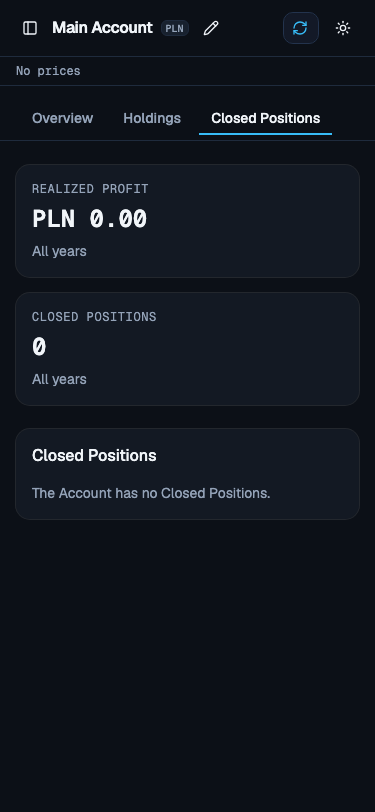 Main Account PLN
No prices
Overview Holdings Closed Positions
REALIZED PROFIT
PLN 0.00
All years
CLOSED POSITIONS
0
All years
Closed Positions
The Account has no Closed Positions.